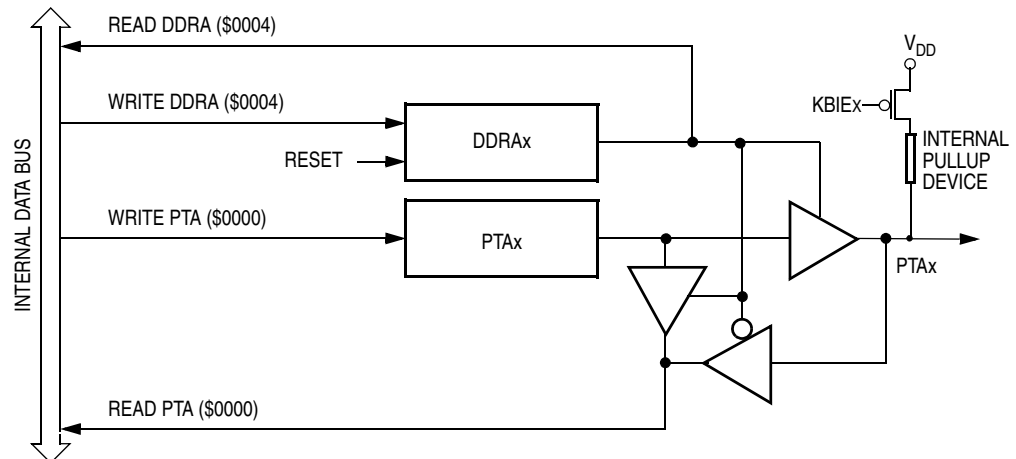 READ DDRA ($0004)
V_DD
WRITE DDRA ($0004)
KBIEx
DDRAx
RESET
INTERNAL
PULLUP
DEVICE
WRITE PTA ($0000)
PTAx
PTAx
INTERNAL DATA BUS
READ PTA ($0000)